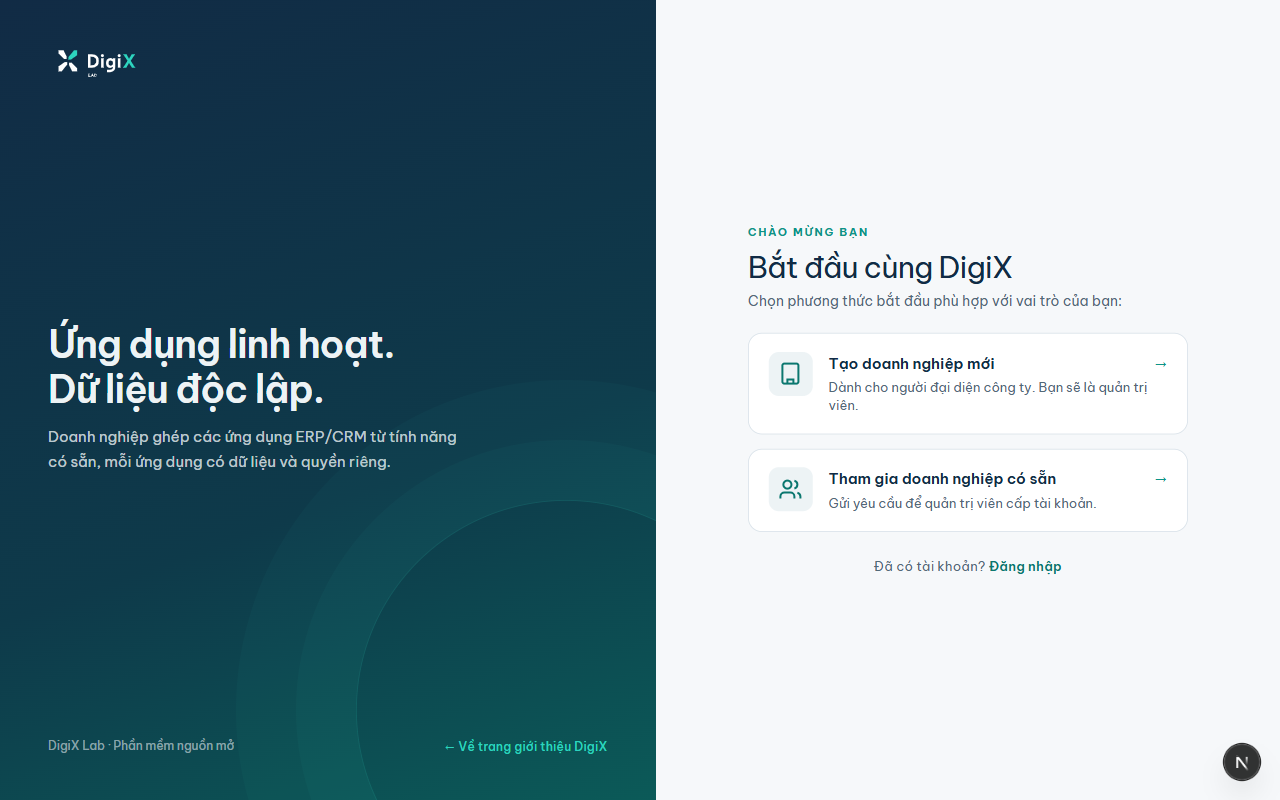 DigiX
LAB
Ứng dụng linh hoạt.
Dữ liệu độc lập.
Doanh nghiệp ghép các ứng dụng ERP/CRM từ tính năng
có sẵn, mỗi ứng dụng có dữ liệu và quyền riêng.
DigiX Lab · Phần mềm nguồn mở
← Về trang giới thiệu DigiX
CHÀO MỪNG BẠN
Bắt đầu cùng DigiX
Chọn phương thức bắt đầu phù hợp với vai trò của bạn:
Tạo doanh nghiệp mới →
Dành cho người đại diện công ty. Bạn sẽ là quản trị
viên.
Tham gia doanh nghiệp có sẵn →
Gửi yêu cầu để quản trị viên cấp tài khoản.
Đã có tài khoản? Đăng nhập
N